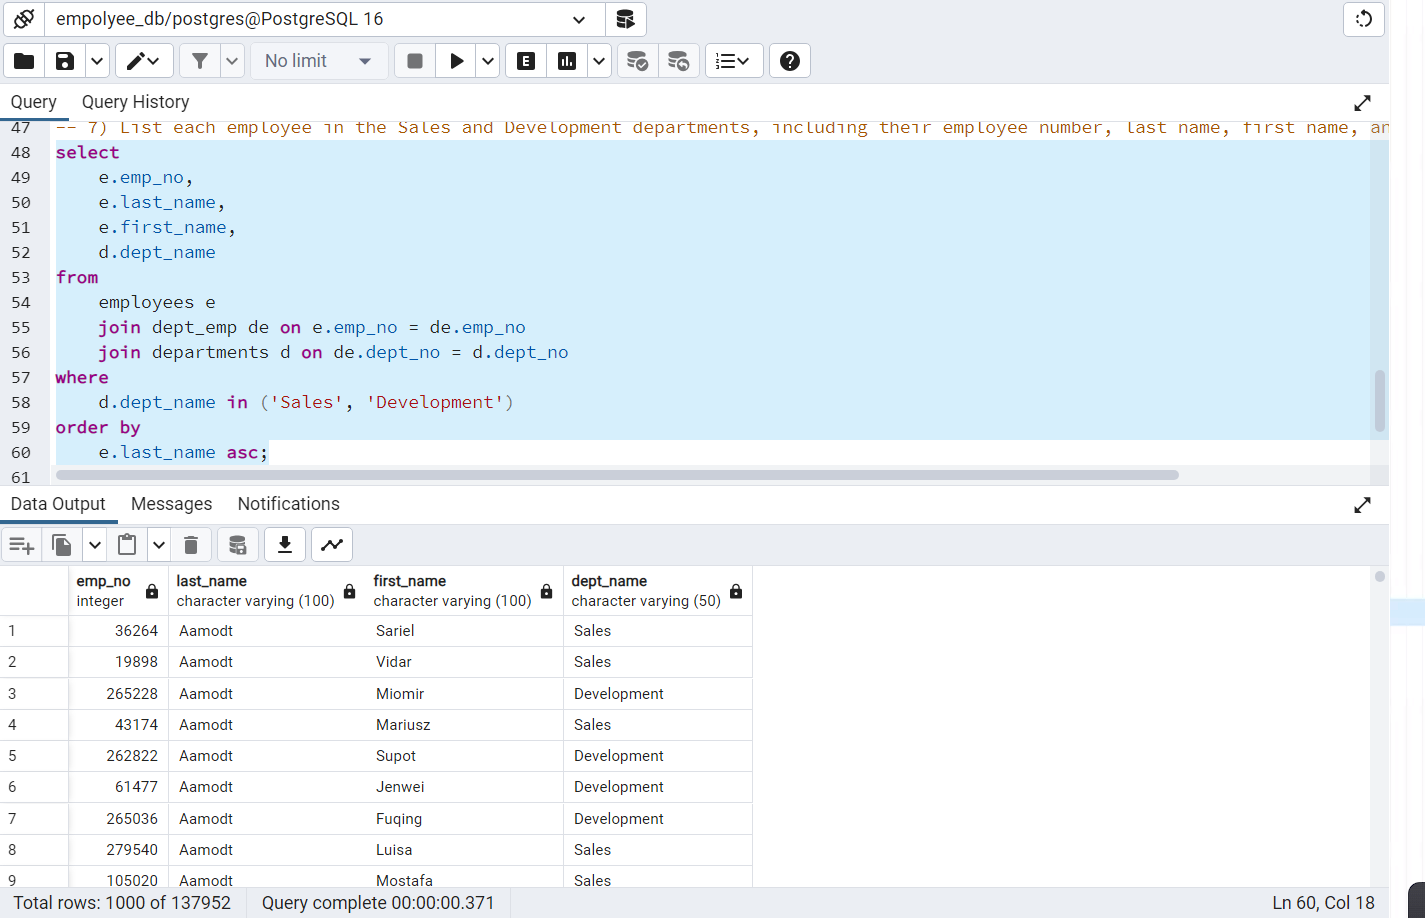 empolyee_db/postgres@PostgreSQL 16
No limit
E
Query Query History
47 -- 7) List each employee in the Sales and Development departments, including their employee number, last name, first name, an
48 select
49 e.emp_no,
50 e.last_name,
51 e.first_name,
52 d.dept_name
53 from
54 employees e
55 join dept_emp de on e.emp_no = de.emp_no
56 join departments d on de.dept_no = d.dept_no
57 where
58 d.dept_name in ('Sales', 'Development')
59 order by
60 e.last_name asc;
61
Data Output Messages Notifications
emp_no last_name first_name dept_name
integer character varying (100) character varying (100) character varying (50)
1 36264 Aamodt Sariel Sales
2 19898 Aamodt Vidar Sales
3 265228 Aamodt Miomir Development
4 43174 Aamodt Mariusz Sales
5 262822 Aamodt Supot Development
6 61477 Aamodt Jenwei Development
7 265036 Aamodt Fuqing Development
8 279540 Aamodt Luisa Sales
9 105020 Aamodt Mostafa Sales
Total rows: 1000 of 137952 Query complete 00:00:00.371 Ln 60, Col 18